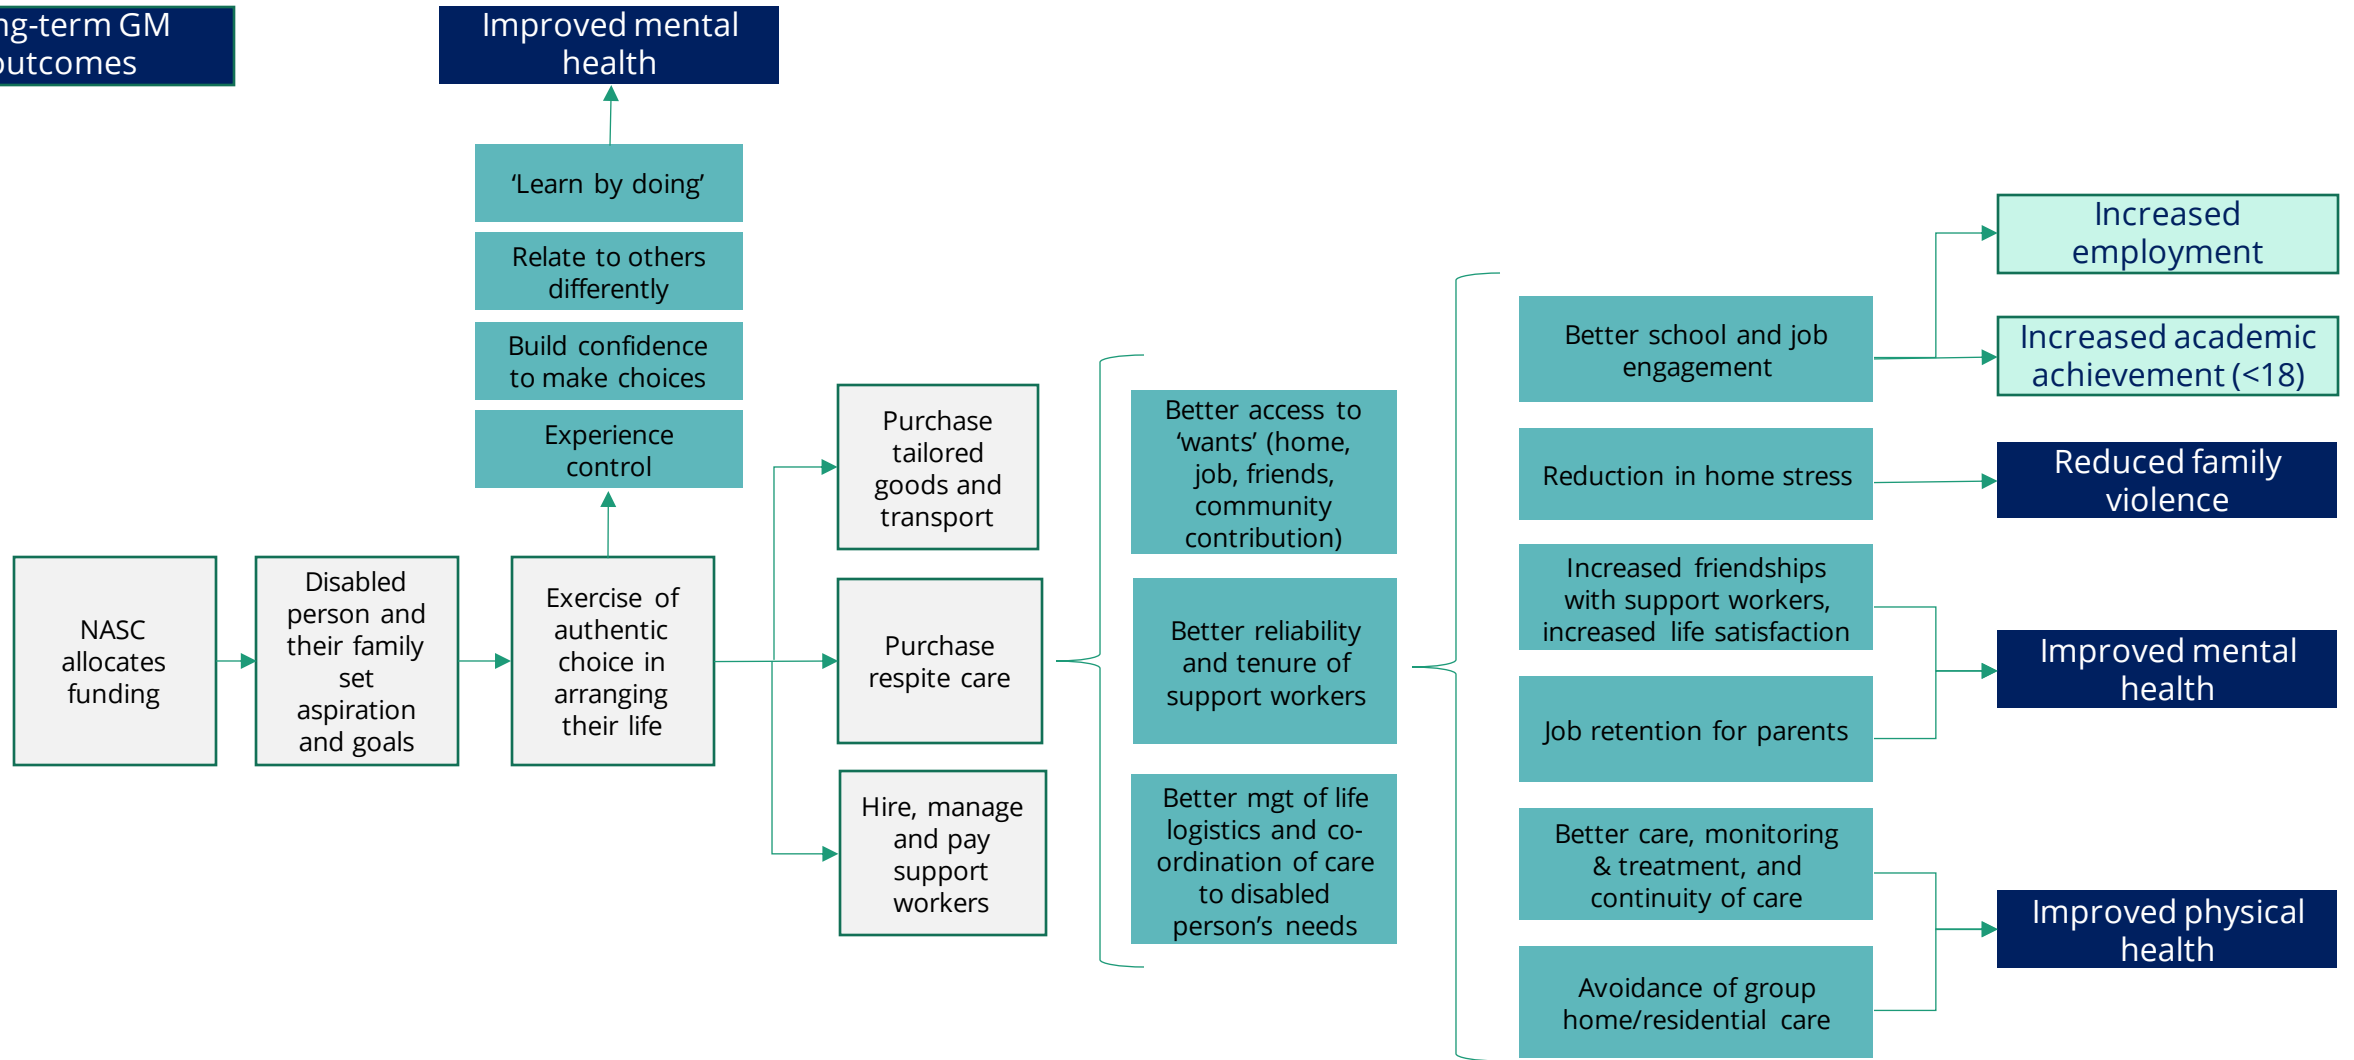 ng-term GM
outcomes
Improved mental
health
‘Learn by doing’
Relate to others
differently
Build confidence
to make choices
Experience
control
NASC
allocates
funding
Disabled
person and
their family
set
aspiration
and goals
Exercise of
authentic
choice in
arranging
their life
Purchase
tailored
goods and
transport
Purchase
respite care
Hire, manage
and pay
support
workers
Better access to
‘wants’ (home,
job, friends,
community
contribution)
Better reliability
and tenure of
support workers
Better mgt of life
logistics and co-
ordination of care
to disabled
person’s needs
Better school and job
engagement
Reduction in home stress
Increased friendships
with support workers,
increased life satisfaction
Job retention for parents
Better care, monitoring
& treatment, and
continuity of care
Avoidance of group
home/residential care
Increased
employment
Increased academic
achievement (<18)
Reduced family
violence
Improved mental
health
Improved physical
health